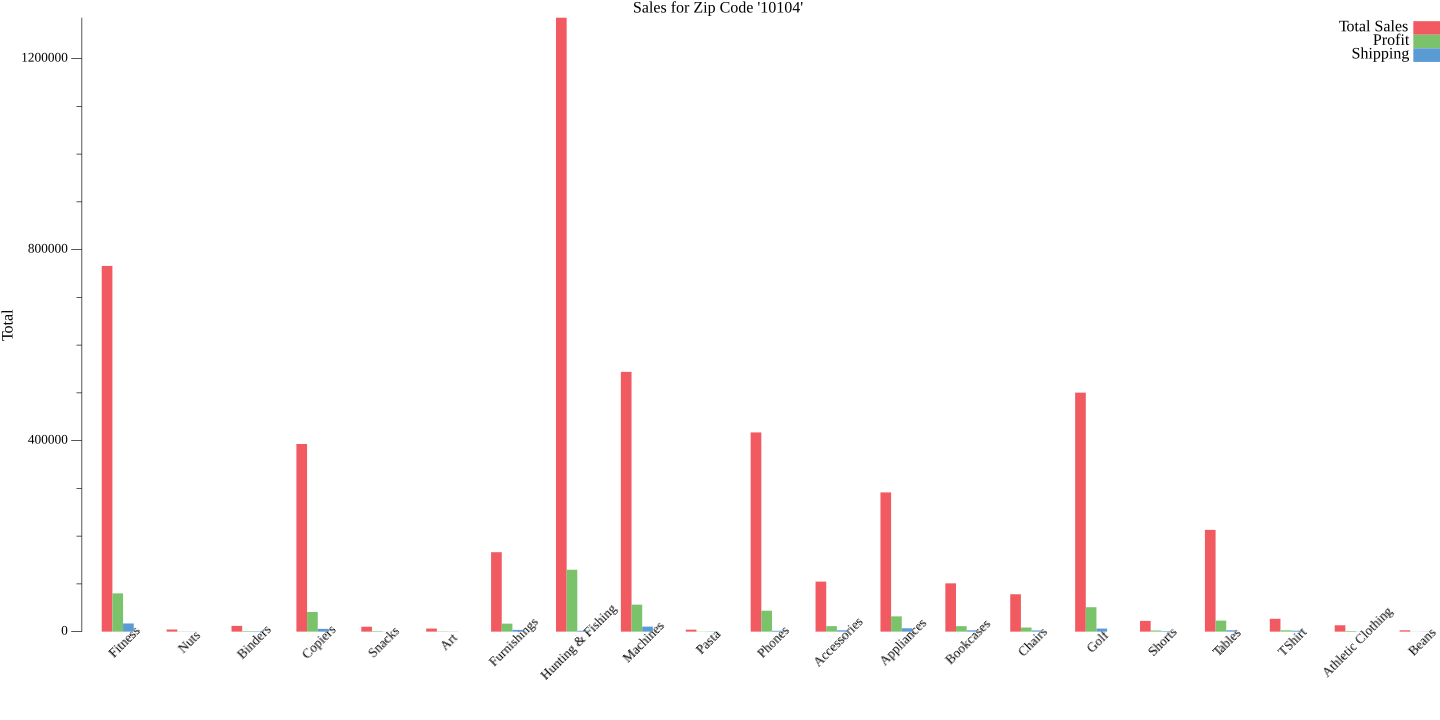 Sales for Zip Code '10104'
Total Sales
Profit
Shipping
Total
1200000
800000
400000
0
Fitness
Nuts
Binders
Copiers
Snacks
Art
Furnishings
Hunting & Fishing
Machines
Pasta
Phones
Accessories
Appliances
Bookcases
Chairs
Golf
Shorts
Tables
TShirt
Athletic Clothing
Beans